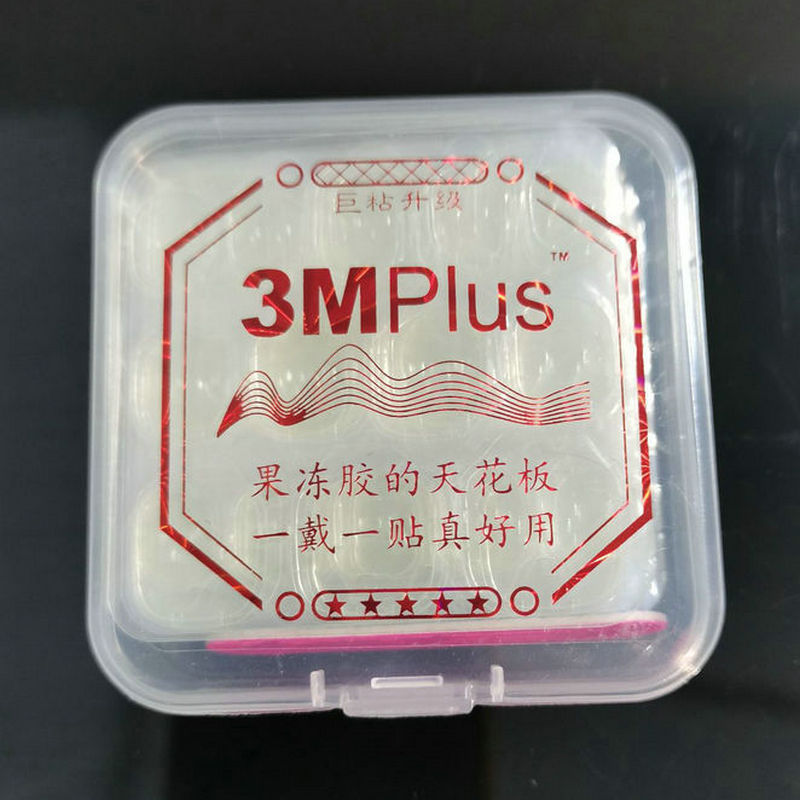 巨粘升级
3MPlus™
果冻胶的天花板
一戴一贴真好用